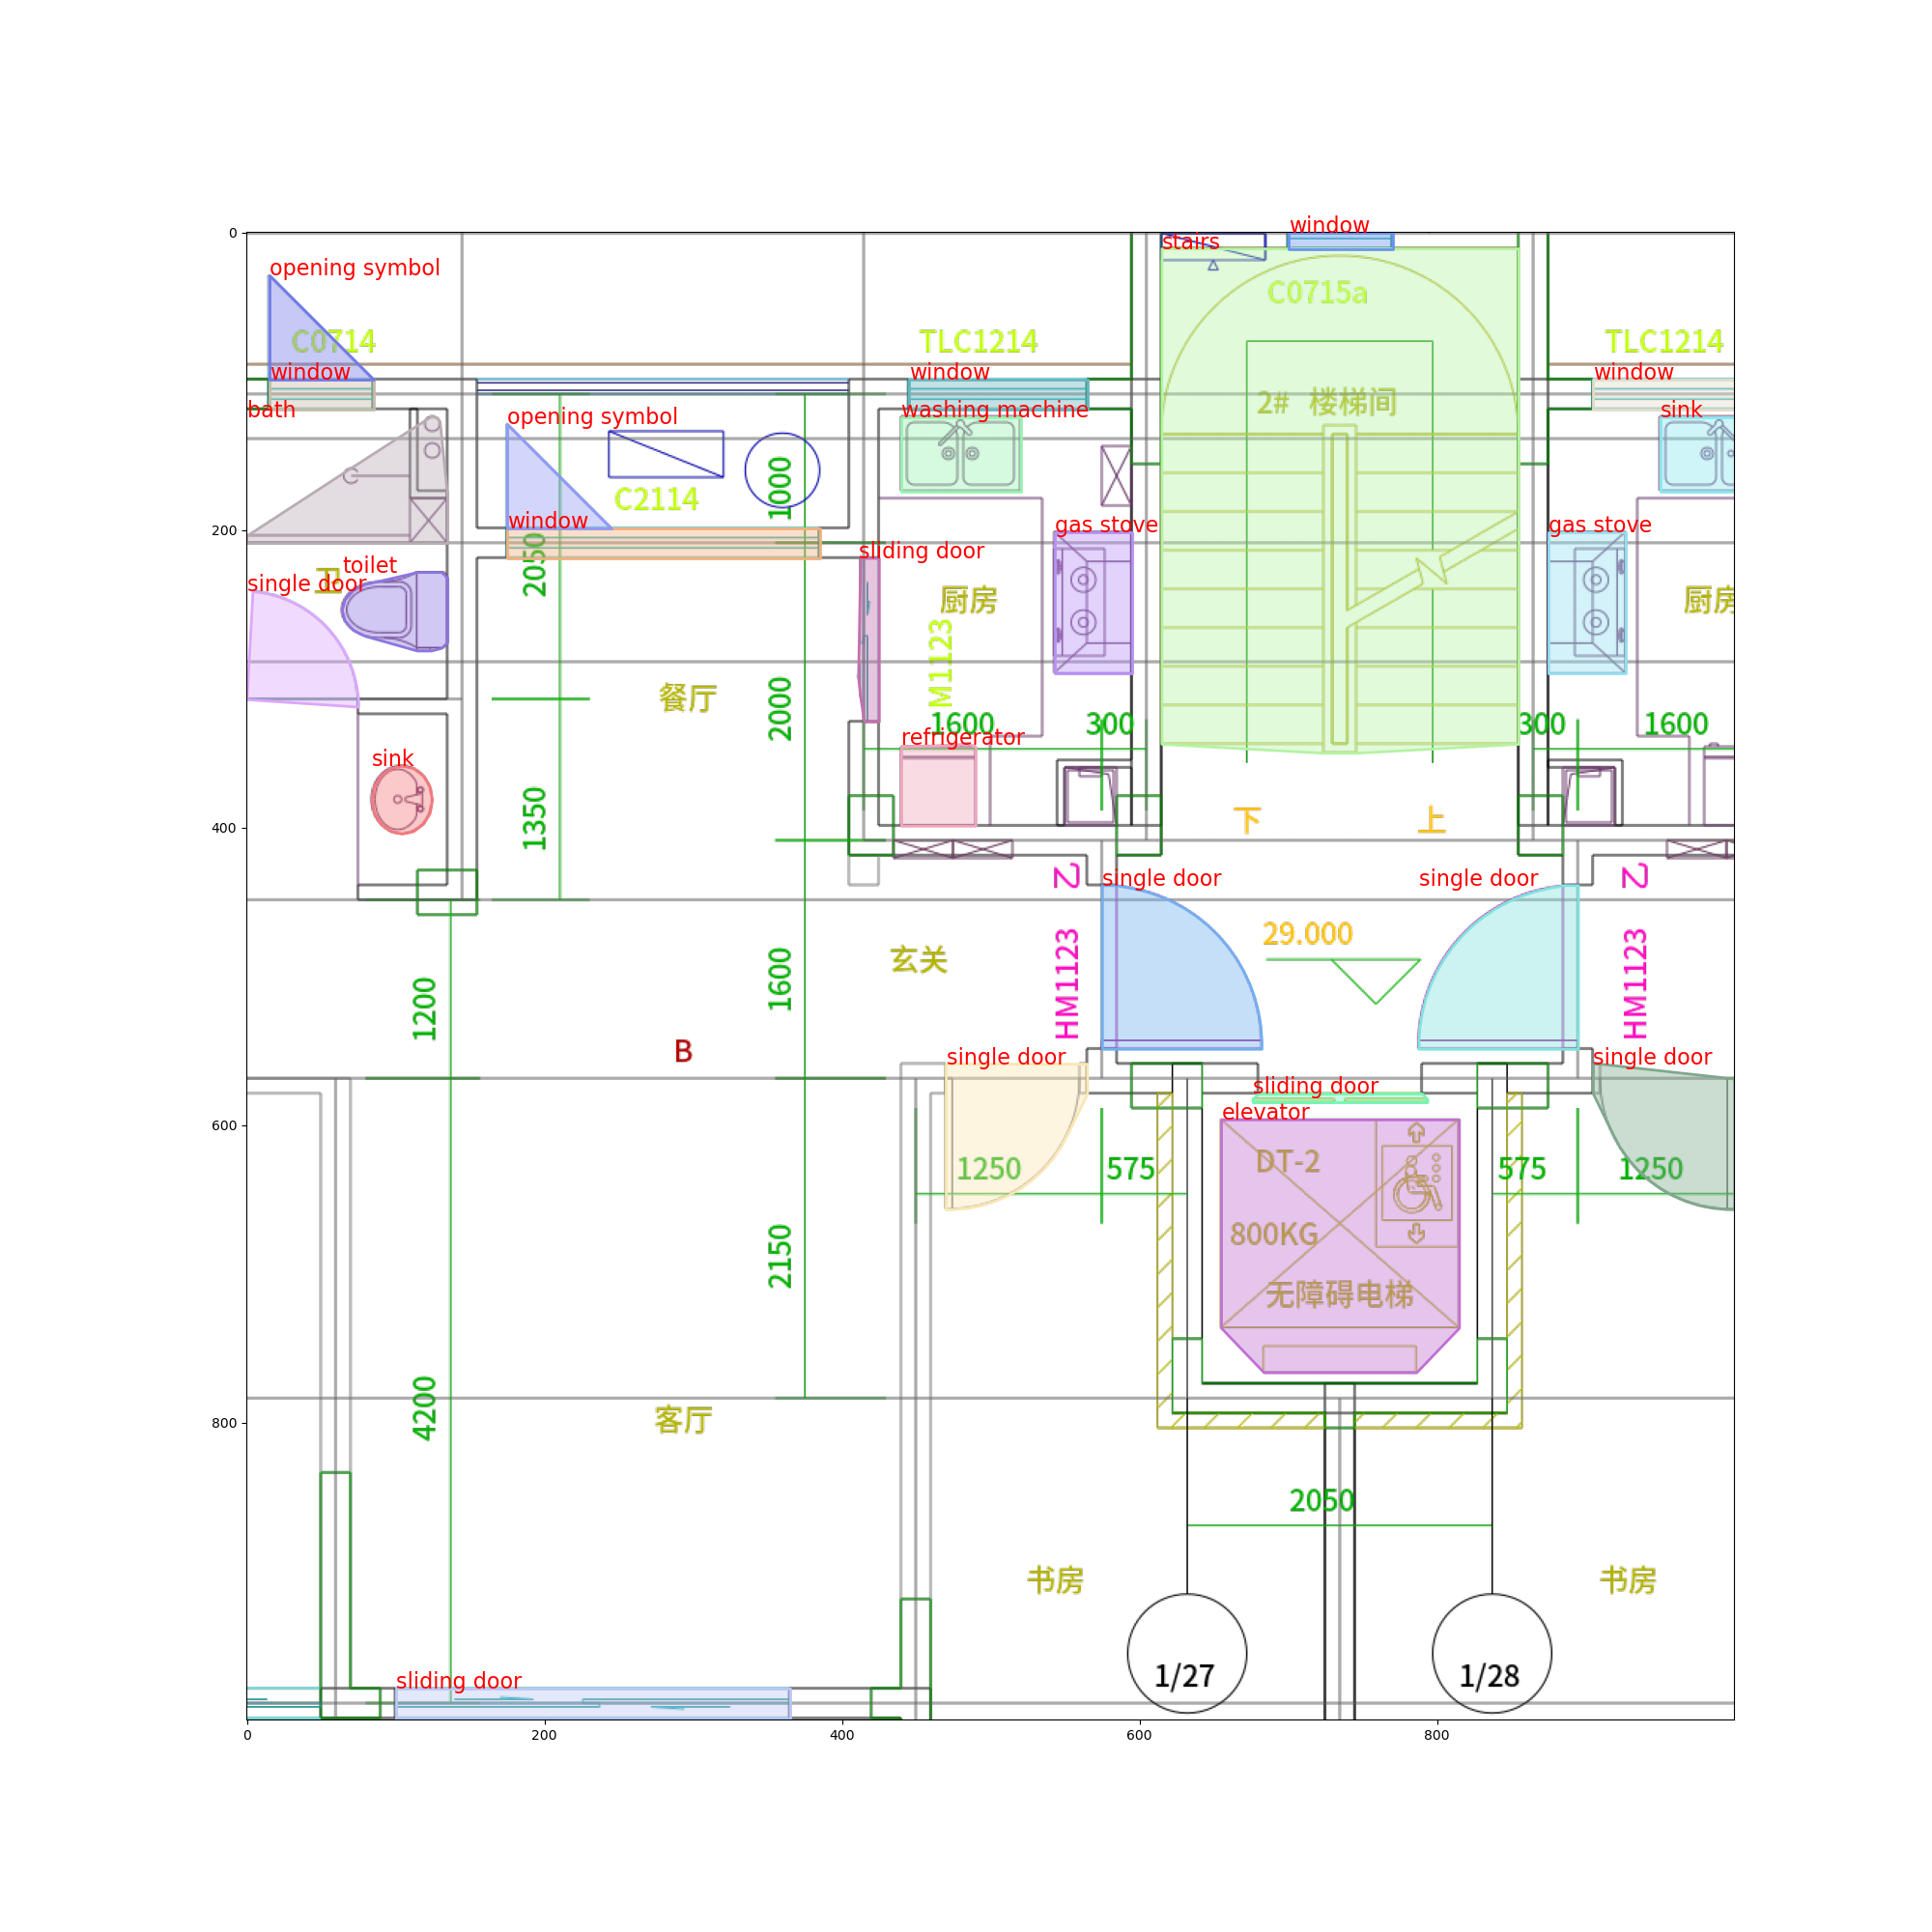 window
stairs
opening symbol
C0715a
C0714
TLC1214
TLC1214
window
window
window
bath
opening symbol
washing machine
sink
2# 楼梯间
1000
C2114
window
gas stove
gas stove
2050
sliding door
toilet
single door
卫
厨房
厨房
M1123
餐厅
2000
1600
300
300
1600
refrigerator
sink
1350
下
上
2
2
single door
single door
29.000
玄关
HM1123
HM1123
1200
1600
B
single door
single door
sliding door
elevator
DT-2
1250
575
575
1250
800KG
2150
无障碍电梯
4200
客厅
2050
书房
书房
1/27
1/28
sliding door
0
200
400
600
800
0
200
400
600
800